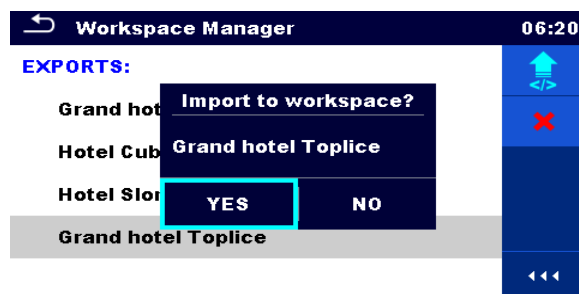 Workspace Manager 06:20
EXPORTS:
</>
Grand hot
Import to workspace?
Hotel Cub
Grand hotel Toplice
Hotel Slo
YES NO
Grand hotel Toplice